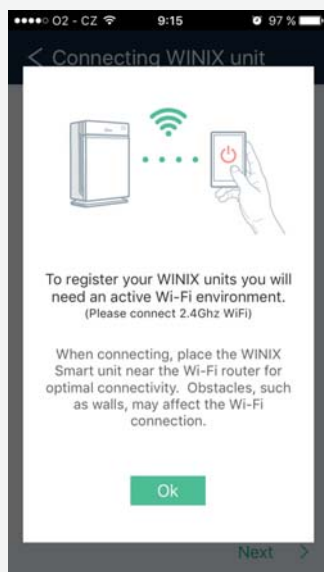 O2 - CZ 9:15 97 %
< Connecting WINIX unit
To register your WINIX units you will
need an active Wi-Fi environment.
(Please connect 2.4Ghz WiFi)
When connecting, place the WINIX
Smart unit near the Wi-Fi router for
optimal connectivity. Obstacles, such
as walls, may affect the Wi-Fi
connection.
Ok
Next >